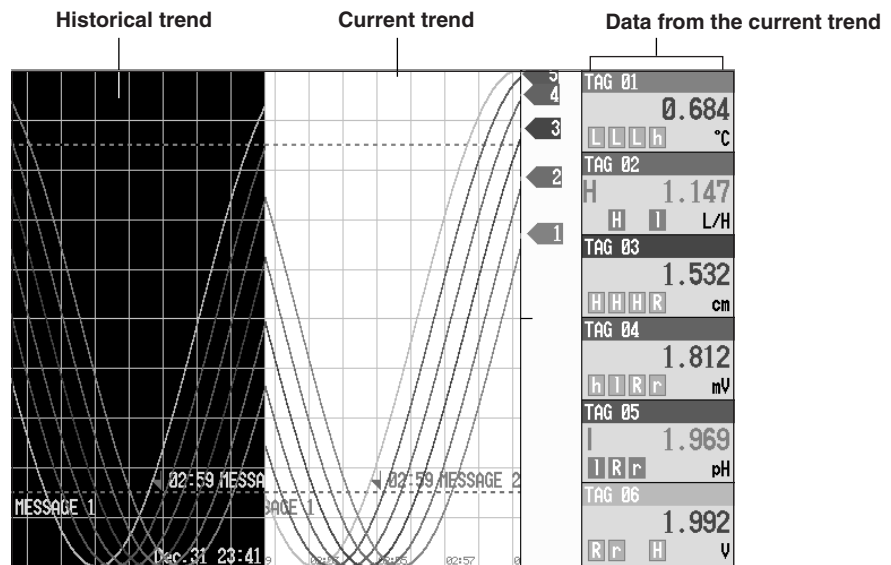 Historical trend
Current trend
Data from the current trend
5
4
3
2
1
TAG 01
0.684
L L L h °C
TAG 02
H 1.147
H l L/H
TAG 03
1.532
H H H R cm
TAG 04
1.812
h l R r mV
TAG 05
l 1.969
l R r pH
TAG 06
1.992
R r H V
02:59 MESSA
02:59 MESSAGE 2
MESSAGE 1
AGE 1
Dec.31 23:41
02:57